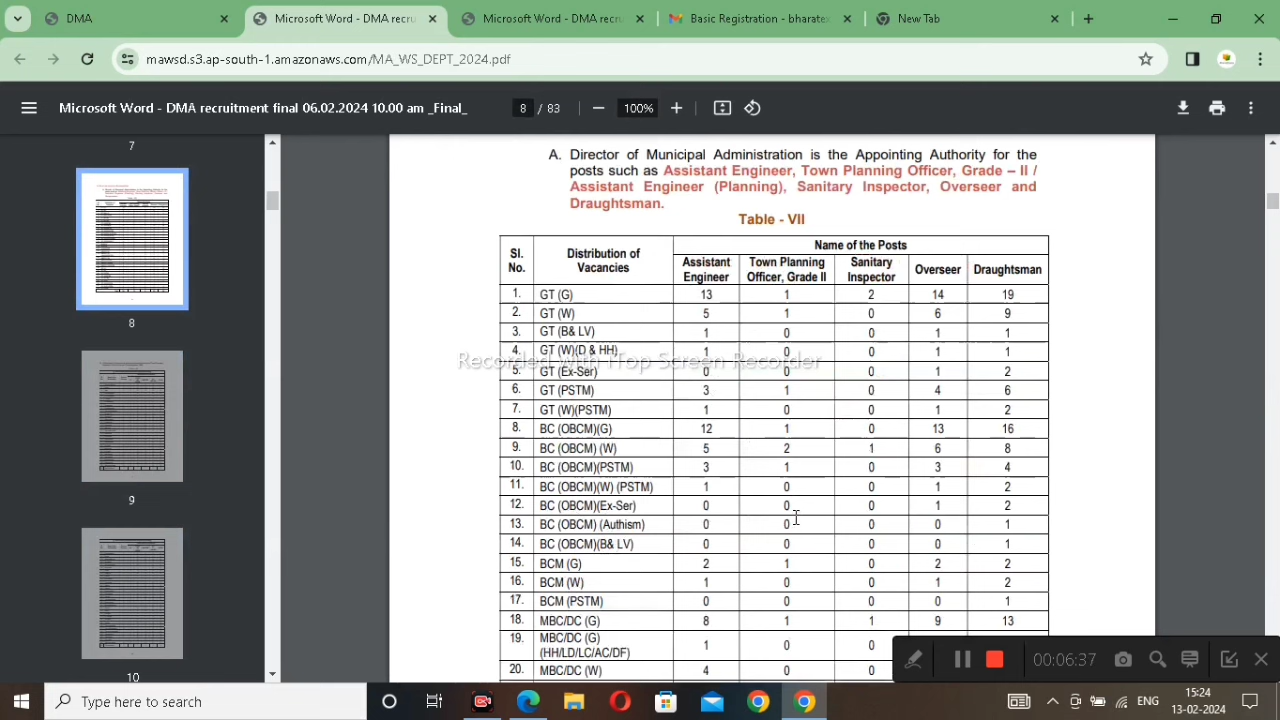 DMA
Microsoft Word - DMA recru
Microsoft Word - DMA recr
Basic Registration - bharate
New Tab
mawsd.s3.ap-south-1.amazonaws.com/MA_WS_DEPT_2024.pdf
Microsoft Word - DMA recruitment final 06.02.2024 10.00 am _Final_
8 / 83
100%
7
8
9
10
A. Director of Municipal Administration is the Appointing Authority for the
posts such as Assistant Engineer, Town Planning Officer, Grade – II /
Assistant Engineer (Planning), Sanitary Inspector, Overseer and
Draughtsman.
Table - VII
Sl. No. Distribution of Vacancies Name of the Posts
Assistant Engineer Town Planning Officer, Grade II Sanitary Inspector Overseer Draughtsman
1. GT (G) 13 1 2 14 19
2. GT (W) 5 1 0 6 9
3. GT (B& LV) 1 0 0 1 1
4. GT (W)(D & HH) 1 0 0 1 1
Recorded with iTop Screen Recorder
5. GT (Ex-Ser) 0 0 0 1 2
6. GT (PSTM) 3 1 0 4 6
7. GT (W)(PSTM) 1 0 0 1 2
8. BC (OBCM)(G) 12 1 0 13 16
9. BC (OBCM) (W) 5 2 1 6 8
10. BC (OBCM)(PSTM) 3 1 0 3 4
11. BC (OBCM)(W) (PSTM) 1 0 0 1 2
12. BC (OBCM)(Ex-Ser) 0 0 0 1 2
13. BC (OBCM) (Authism) 0 0 0 0 1
14. BC (OBCM)(B& LV) 0 0 0 0 1
15. BCM (G) 2 1 0 2 2
16. BCM (W) 1 0 0 1 2
17. BCM (PSTM) 0 0 0 0 1
18. MBC/DC (G) 8 1 1 9 13
19. MBC/DC (G) (HH/LD/LC/AC/DF) 1 0 0
20. MBC/DC (W) 4 0 0
00:06:37
Type here to search
ENG
15:24
13-02-2024